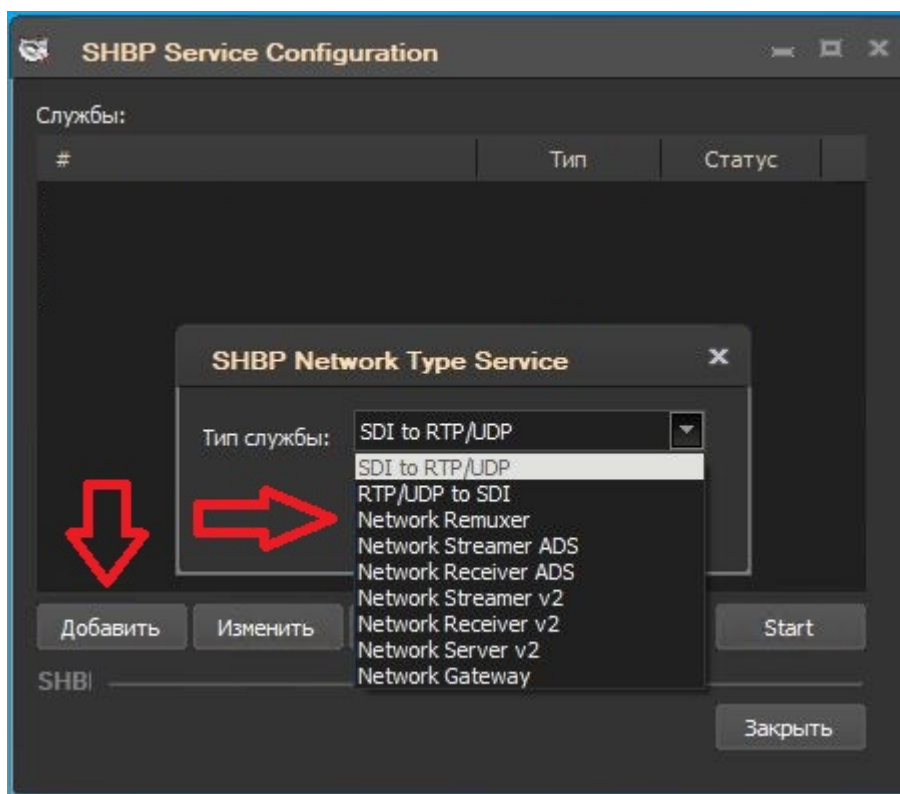 SHBP Service Configuration
Службы:
# Тип Статус
SHBP Network Type Service
Тип службы: SDI to RTP/UDP
SDI to RTP/UDP
RTP/UDP to SDI
Network Remuxer
Network Streamer ADS
Network Receiver ADS
Network Streamer v2
Network Receiver v2
Network Server v2
Network Gateway
Добавить Изменить Start
Закрыть